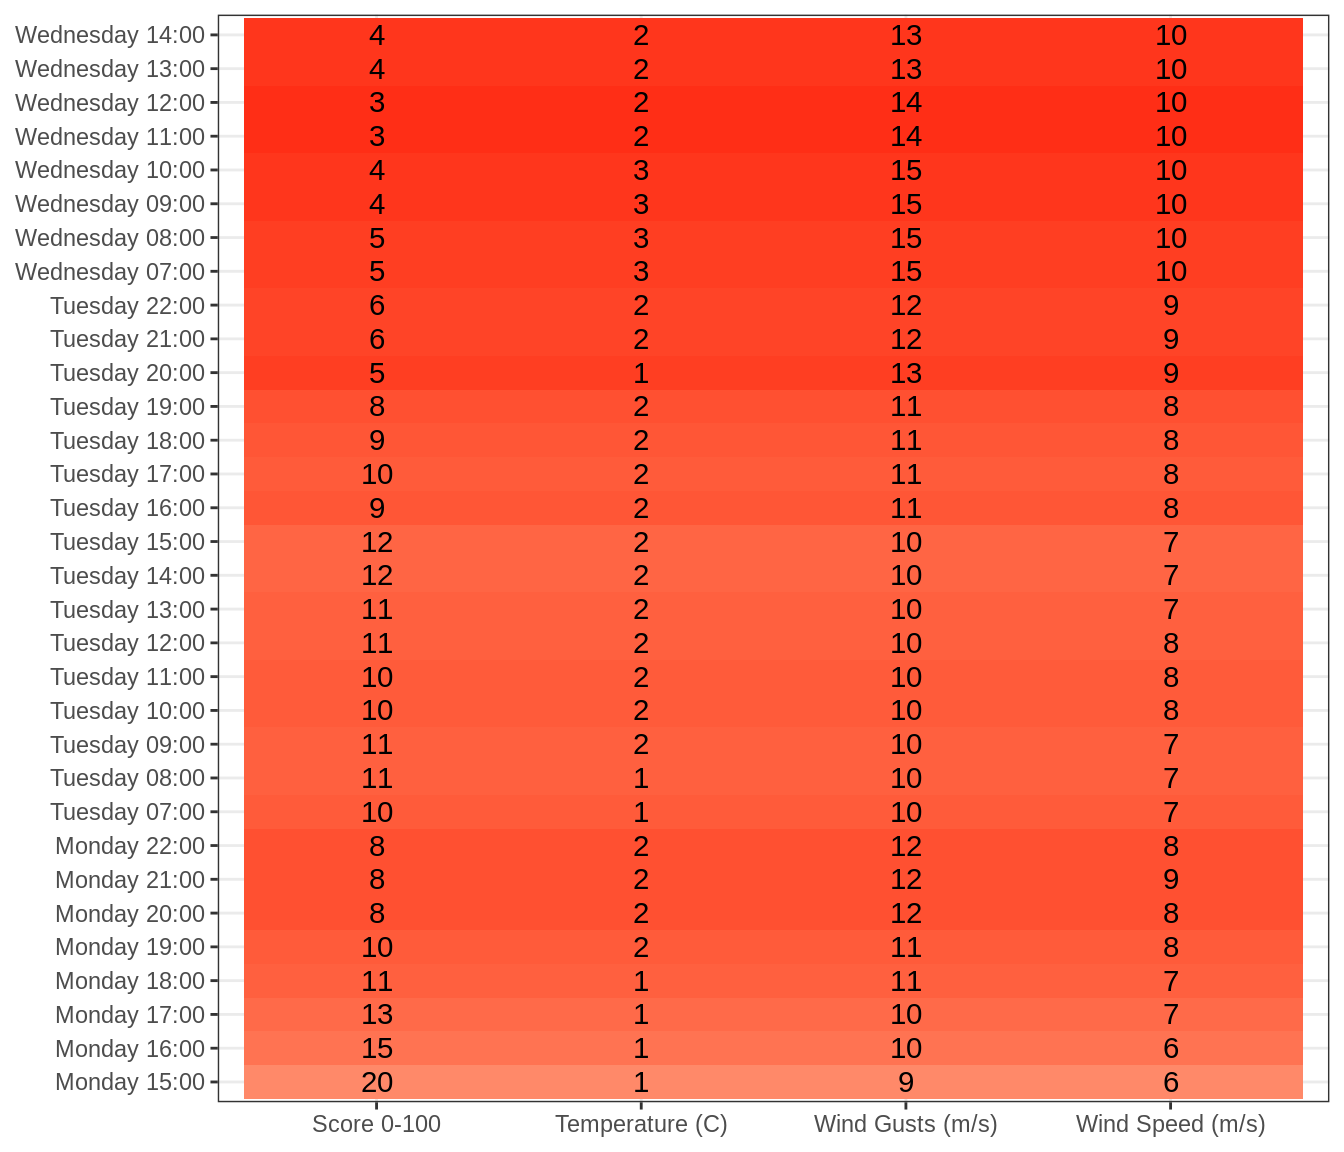 Wednesday 14:00 4 2 13 10
Wednesday 13:00 4 2 13 10
Wednesday 12:00 3 2 14 10
Wednesday 11:00 3 2 14 10
Wednesday 10:00 4 3 15 10
Wednesday 09:00 4 3 15 10
Wednesday 08:00 5 3 15 10
Wednesday 07:00 5 3 15 10
Tuesday 22:00 6 2 12 9
Tuesday 21:00 6 2 12 9
Tuesday 20:00 5 1 13 9
Tuesday 19:00 8 2 11 8
Tuesday 18:00 9 2 11 8
Tuesday 17:00 10 2 11 8
Tuesday 16:00 9 2 11 8
Tuesday 15:00 12 2 10 7
Tuesday 14:00 12 2 10 7
Tuesday 13:00 11 2 10 7
Tuesday 12:00 11 2 10 8
Tuesday 11:00 10 2 10 8
Tuesday 10:00 10 2 10 8
Tuesday 09:00 11 2 10 7
Tuesday 08:00 11 1 10 7
Tuesday 07:00 10 1 10 7
Monday 22:00 8 2 12 8
Monday 21:00 8 2 12 9
Monday 20:00 8 2 12 8
Monday 19:00 10 2 11 8
Monday 18:00 11 1 11 7
Monday 17:00 13 1 10 7
Monday 16:00 15 1 10 6
Monday 15:00 20 1 9 6
Score 0-100 Temperature (C) Wind Gusts (m/s) Wind Speed (m/s)